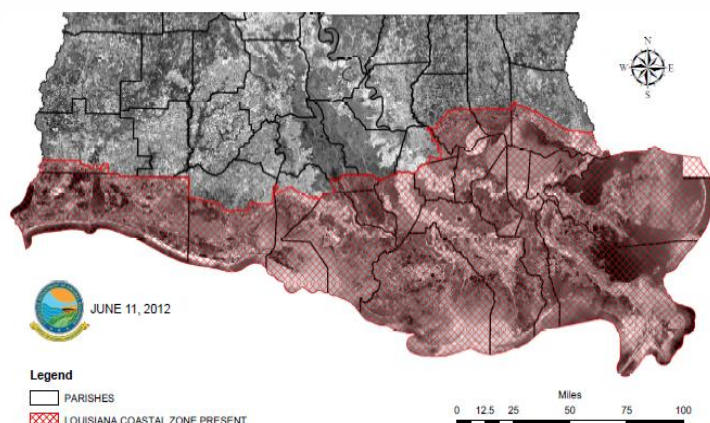 N
W E
S
JUNE 11, 2012
Legend
PARISHES
LOUISIANA COASTAL ZONE PRESENT
Miles
0 12.5 25 50 75 100